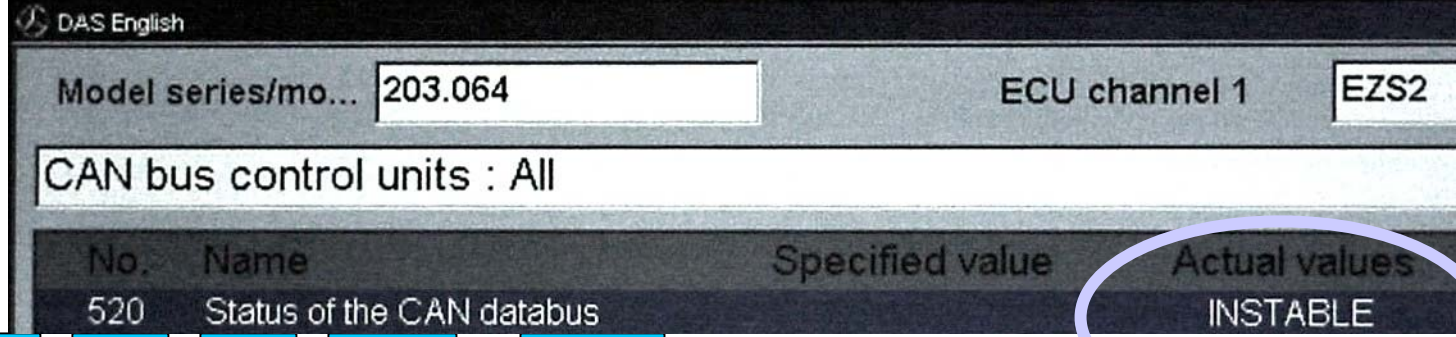 DAS English
Model series/mo... 203.064 ECU channel 1 EZS2
CAN bus control units : All
No. Name Specified value Actual values
520 Status of the CAN databus INSTABLE